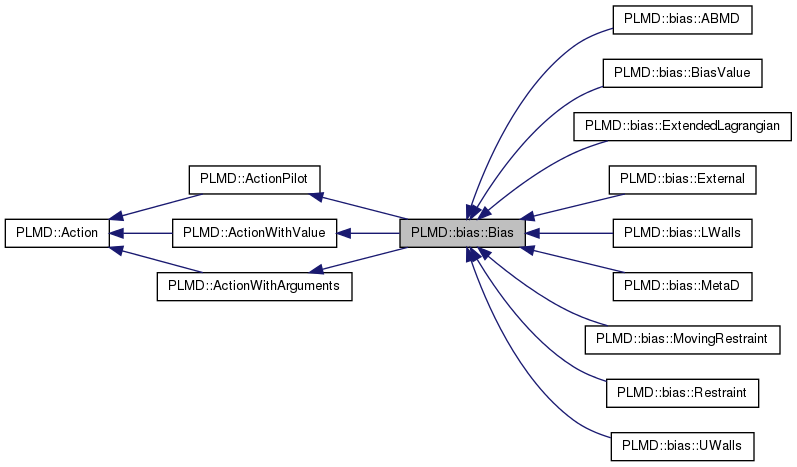 PLMD::bias::ABMD
PLMD::bias::BiasValue
PLMD::bias::ExtendedLagrangian
PLMD::ActionPilot
PLMD::bias::External
PLMD::Action
PLMD::ActionWithValue
PLMD::bias::Bias
PLMD::bias::LWalls
PLMD::ActionWithArguments
PLMD::bias::MetaD
PLMD::bias::MovingRestraint
PLMD::bias::Restraint
PLMD::bias::UWalls